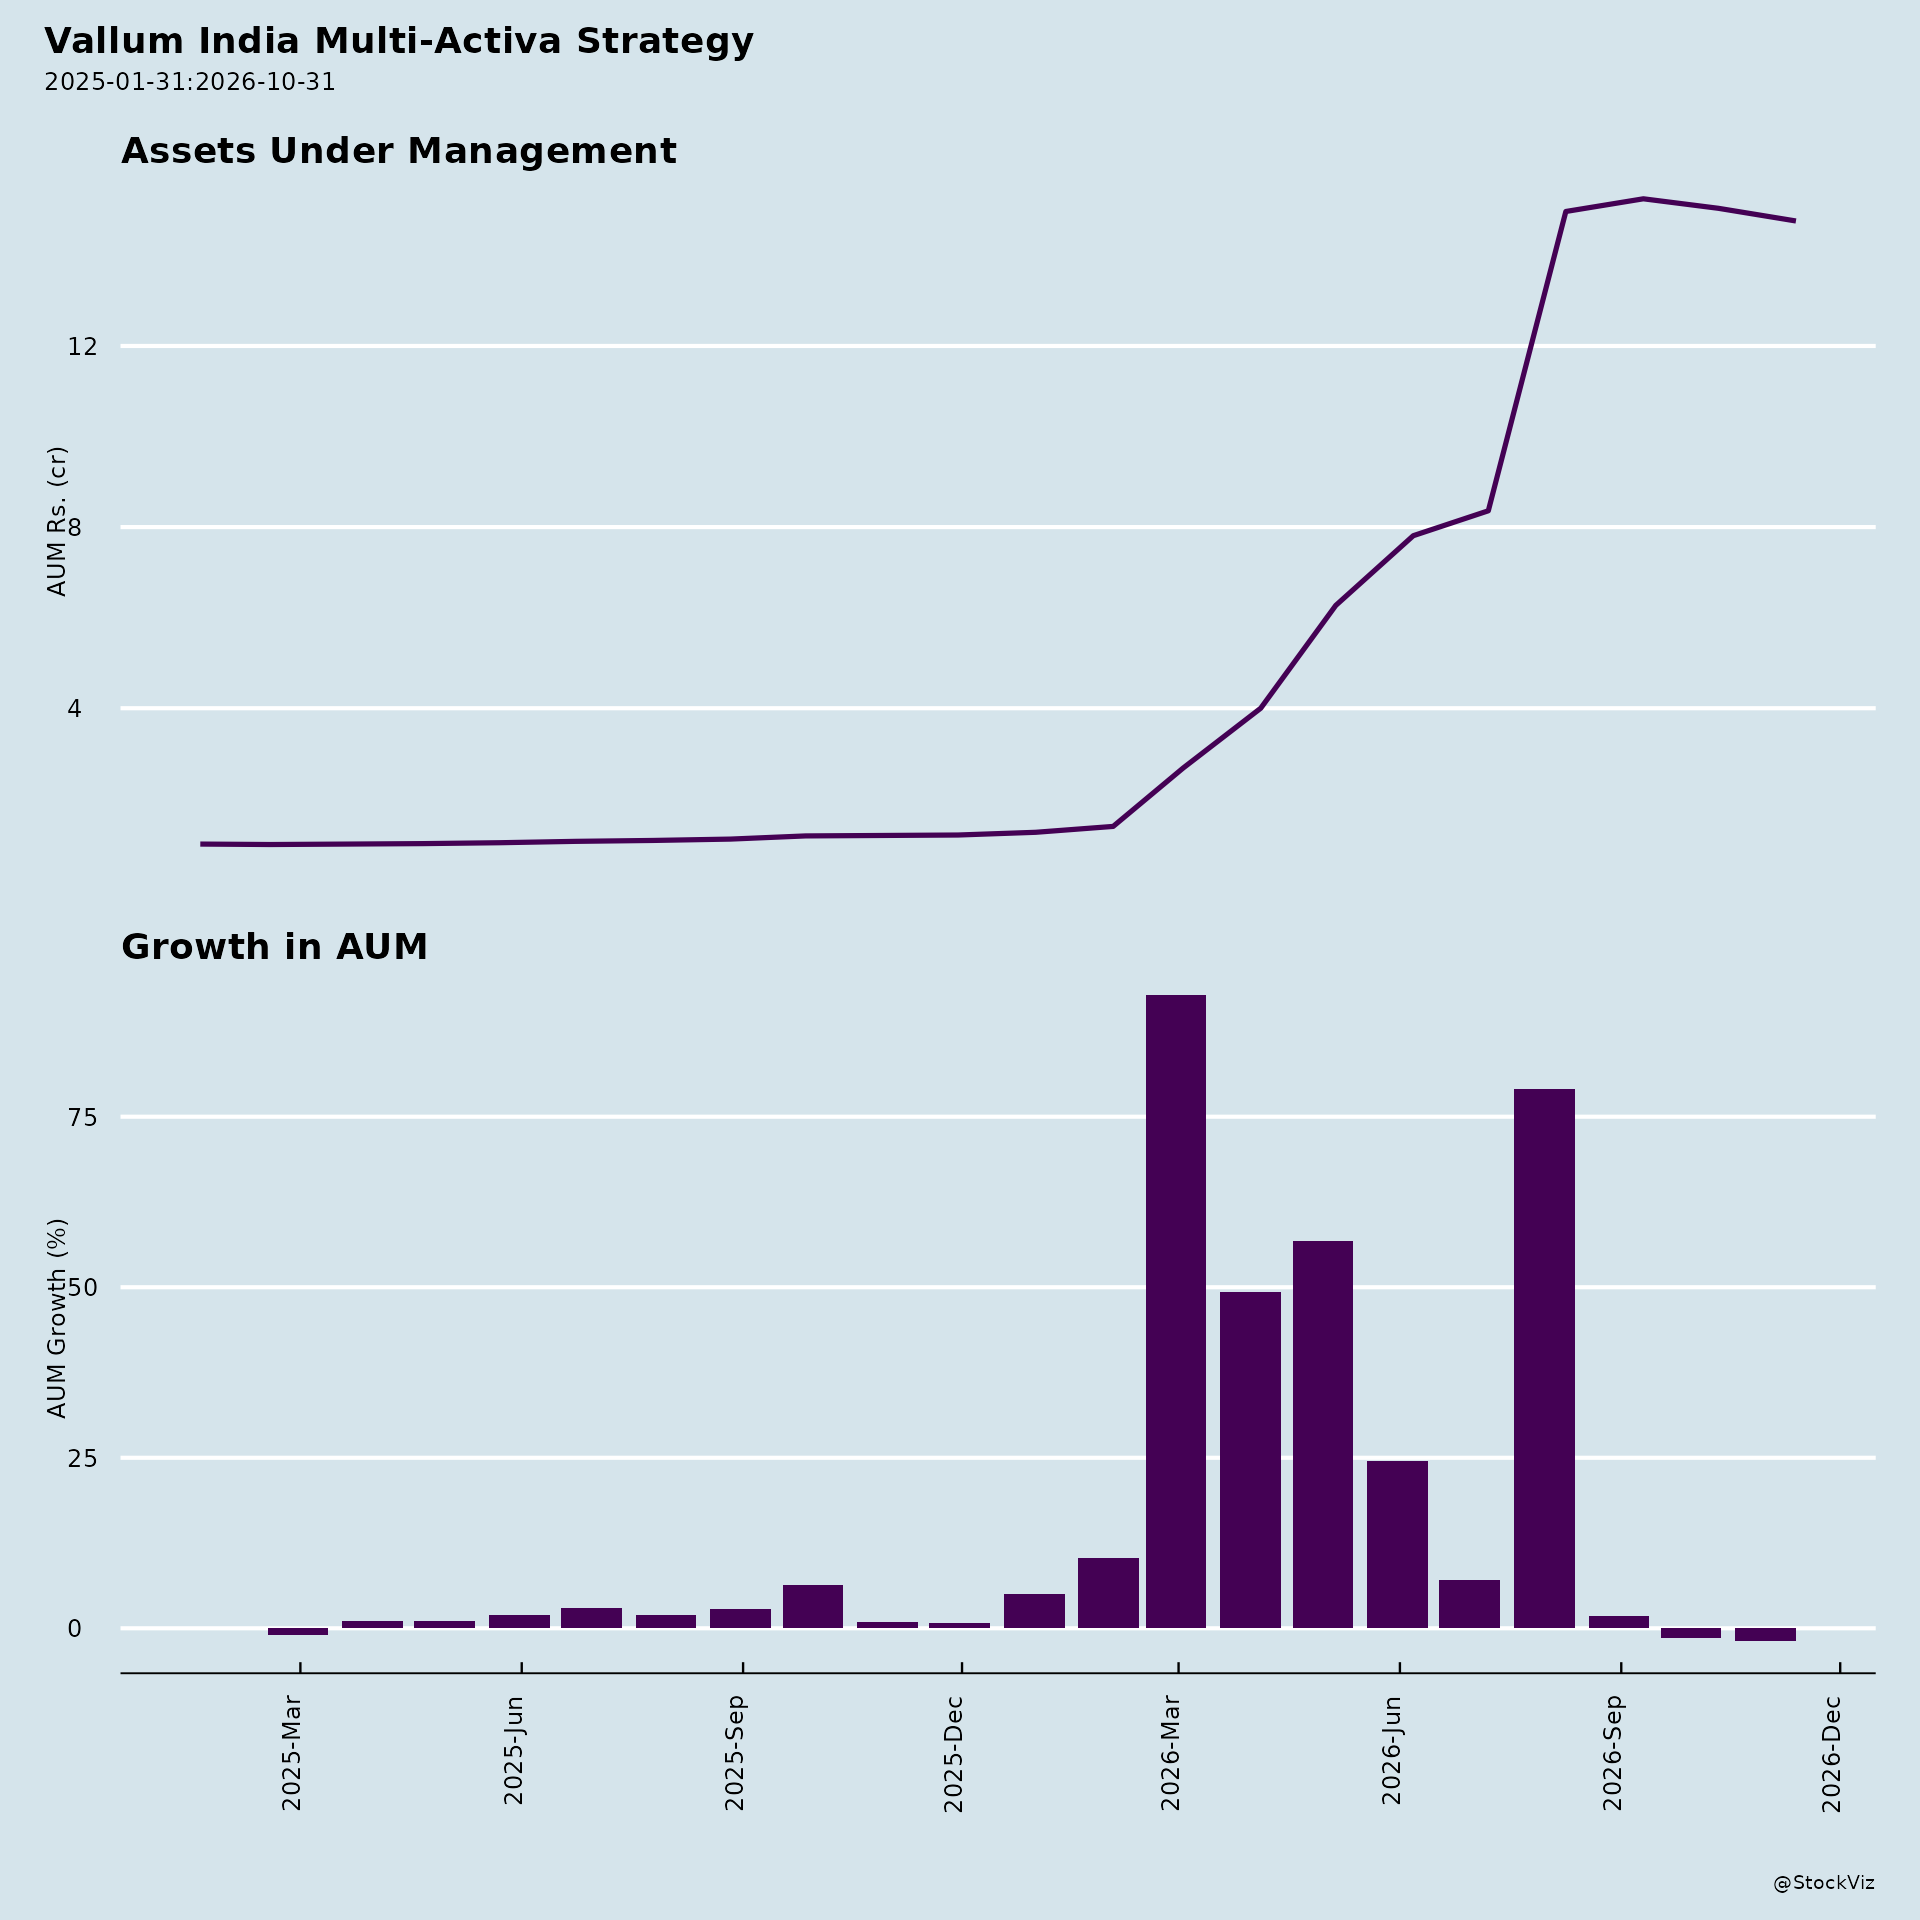 Vallum India Multi-Activa Strategy
2025-01-31:2026-10-31
Assets Under Management
AUM Rs. (cr)
12
8
4
Growth in AUM
AUM Growth (%)
75
50
25
0
2025-Mar
2025-Jun
2025-Sep
2025-Dec
2026-Mar
2026-Jun
2026-Sep
2026-Dec
@StockViz